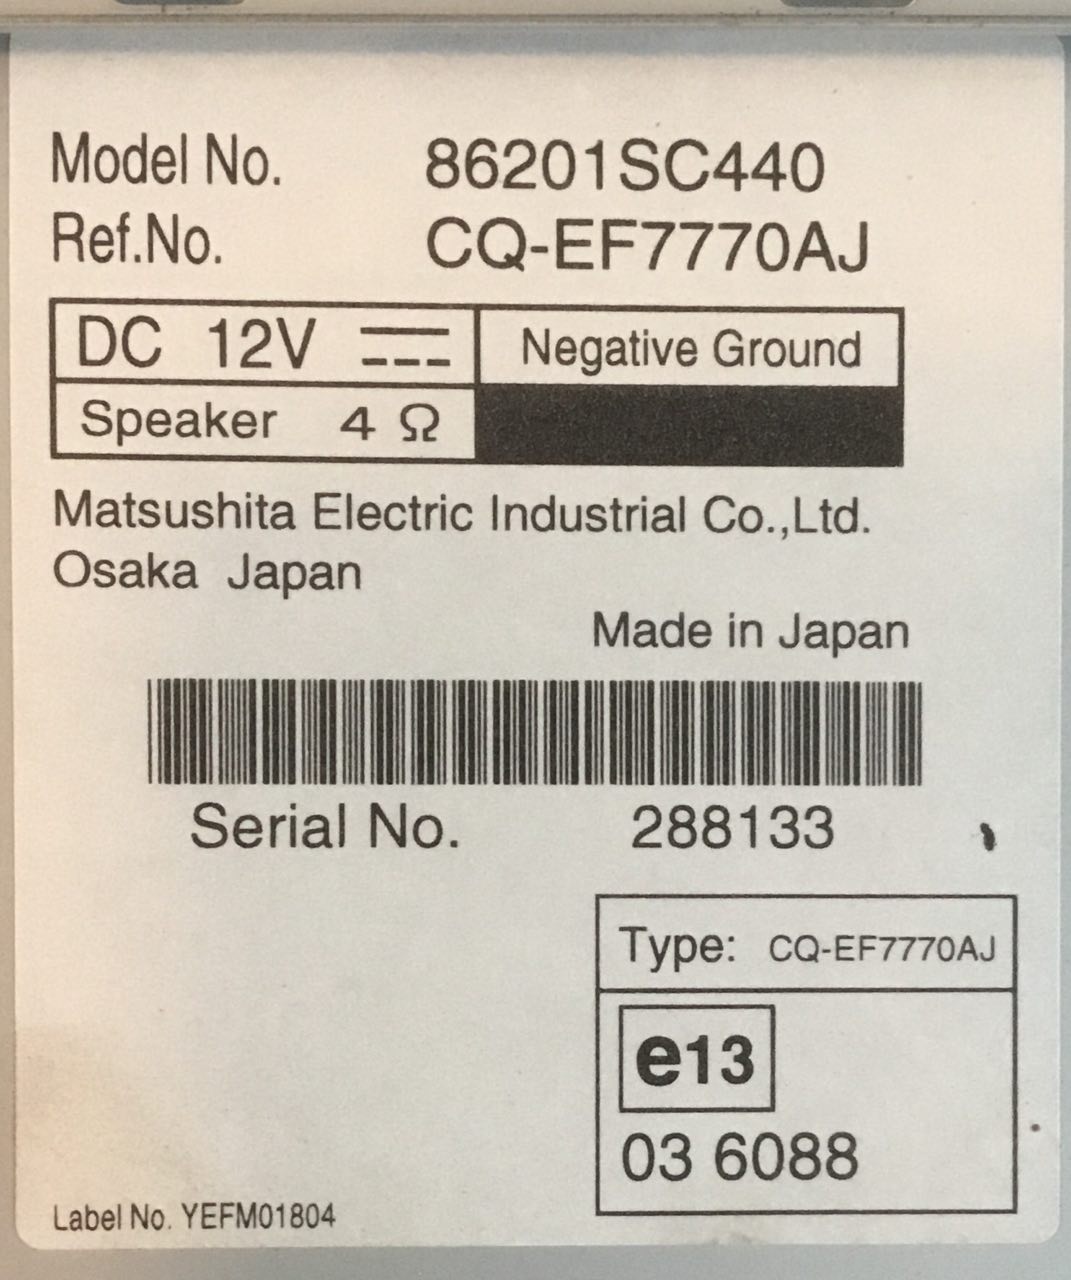 Model No. 86201SC440
Ref.No. CQ-EF7770AJ
DC 12V Negative Ground
Speaker 4 Ω
Matsushita Electric Industrial Co.,Ltd.
Osaka Japan
Made in Japan
Serial No. 288133
Type: CQ-EF7770AJ
e13
03 6088
Label No. YEFM01804